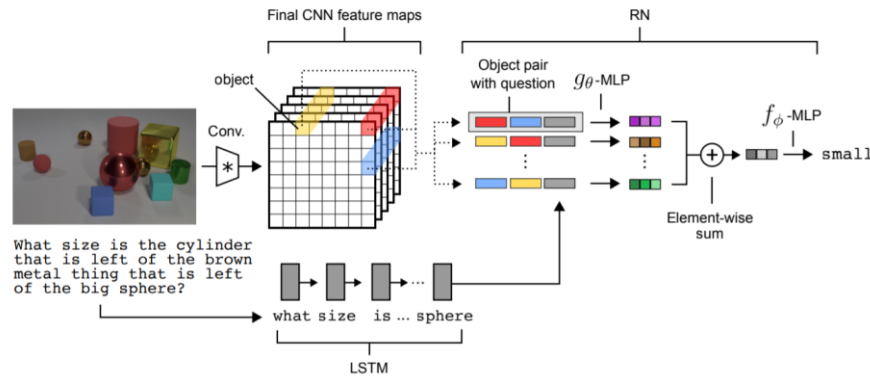 Final CNN feature maps
RN
object
Object pair
with question
gθ-MLP
Conv.
*
fϕ-MLP
small
+
Element-wise
sum
What size is the cylinder
that is left of the brown
metal thing that is left
of the big sphere?
...
what size is ... sphere
LSTM